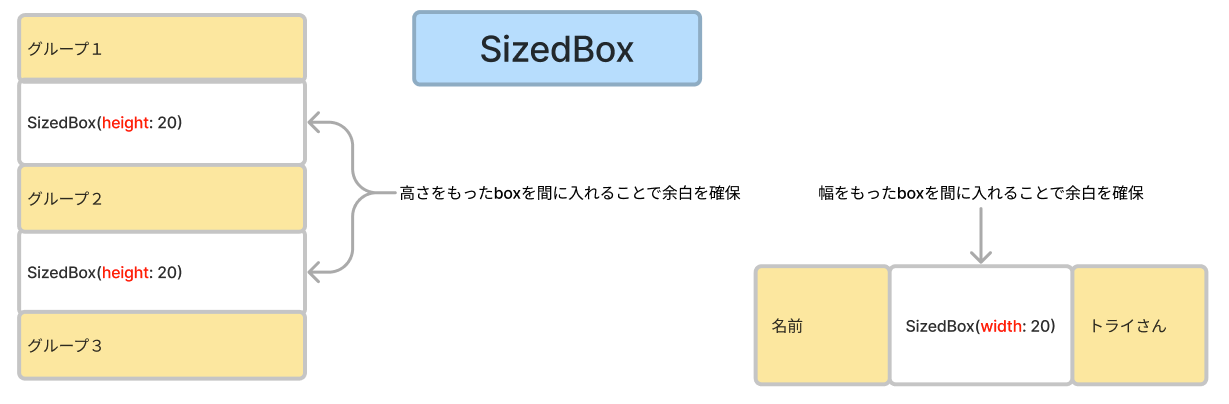 SizedBox
グループ１
SizedBox(height: 20)
グループ２
SizedBox(height: 20)
グループ３
高さをもったboxを間に入れることで余白を確保
幅をもったboxを間に入れることで余白を確保
名前
SizedBox(width: 20)
トライさん